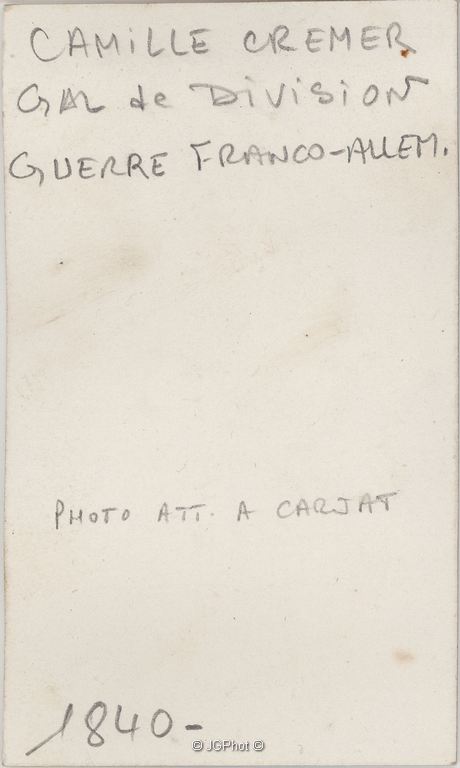 CAMILLE CREMER
GAL de DIVISION
GUERRE FRANCO-ALLEM.
PHOTO ATT. A CARJAT
1840-
© JGPhot ©